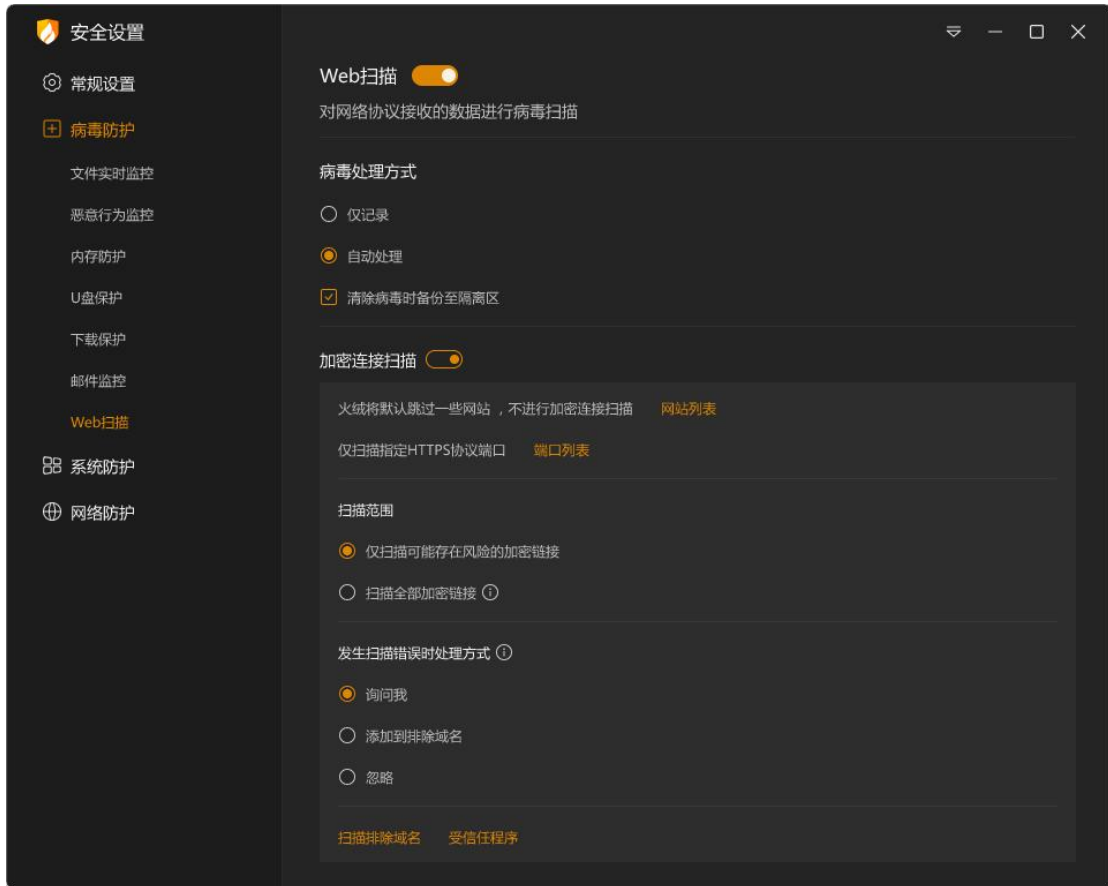 安全设置
常规设置
病毒防护
文件实时监控
恶意行为监控
内存防护
U盘保护
下载保护
邮件监控
Web扫描
系统防护
网络防护
Web扫描
对网络协议接收的数据进行病毒扫描
病毒处理方式
仅记录
自动处理
清除病毒时备份至隔离区
加密连接扫描
火绒将默认跳过一些网站，不进行加密连接扫描 网站列表
仅扫描指定HTTPS协议端口 端口列表
扫描范围
仅扫描可能存在风险的加密链接
扫描全部加密链接
发生扫描错误时处理方式
询问我
添加到排除域名
忽略
扫描排除域名 受信任程序